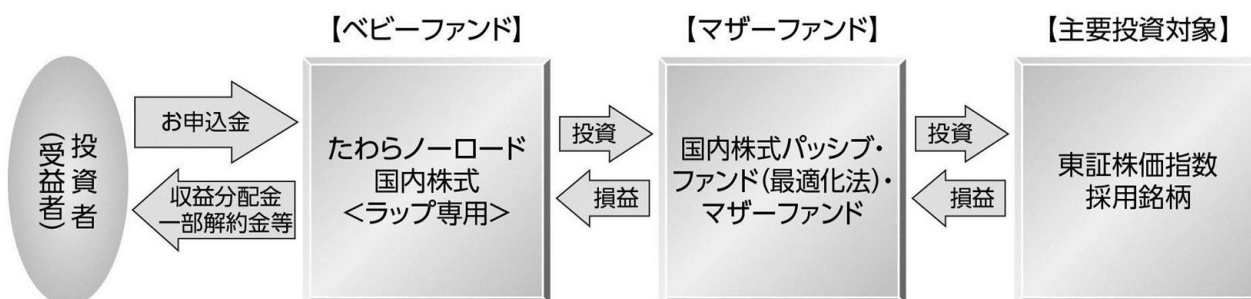 【ベビーファンド】
【マザーファンド】
【主要投資対象】
投資者
(受益者)
お申込金
収益分配金
一部解約金等
たわらノーロード
国内株式
<ラップ専用>
投資
損益
国内株式パッシブ・
ファンド(最適化法)・
マザーファンド
投資
損益
東証株価指数
採用銘柄